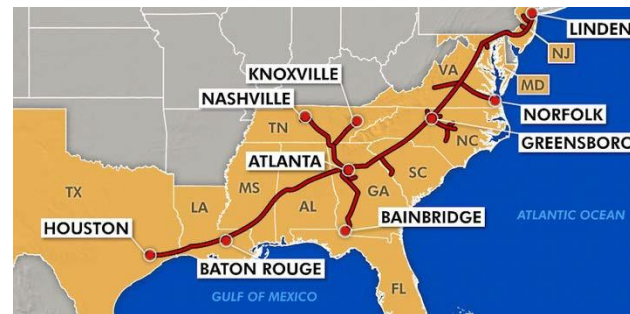 LINDEN
NJ
VA
KNOXVILLE
MD
NASHVILLE
NORFOLK
TN
GREENSBORO
NC
ATLANTA
SC
TX
MS
LA
AL
GA
HOUSTON
BAINBRIDGE
ATLANTIC OCEAN
BATON ROUGE
FL
GULF OF MEXICO